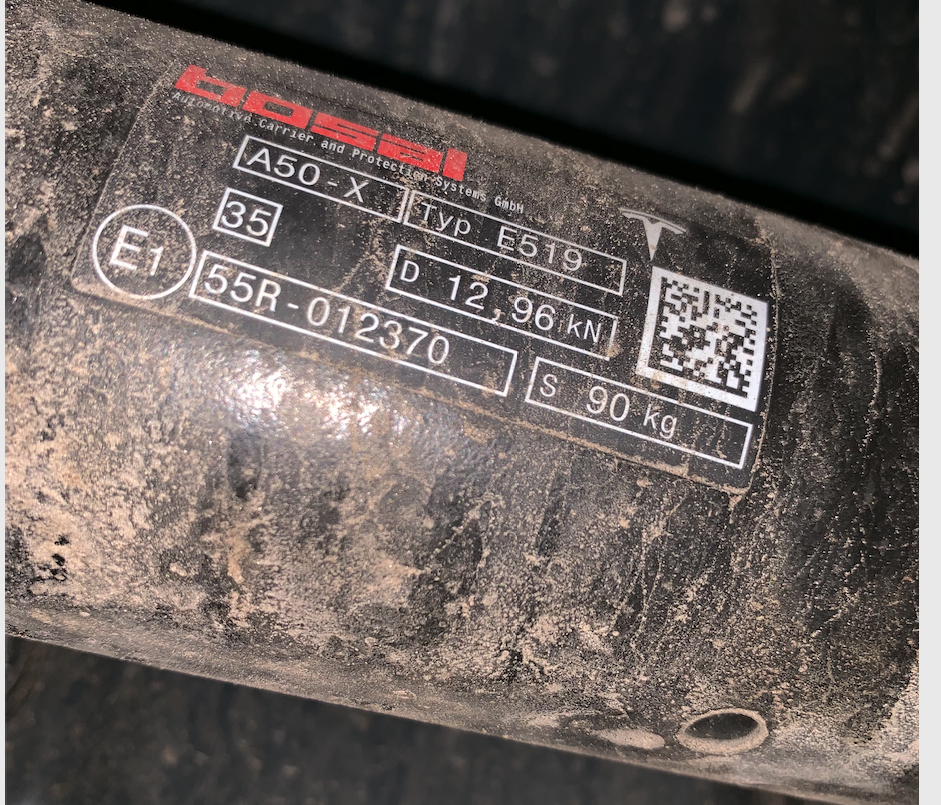 bosal
Automotive Carrier and Protection Systems GmbH
A50-X Typ E519
35 D 12,96 kN
E1 55R-012370 S 90 kg